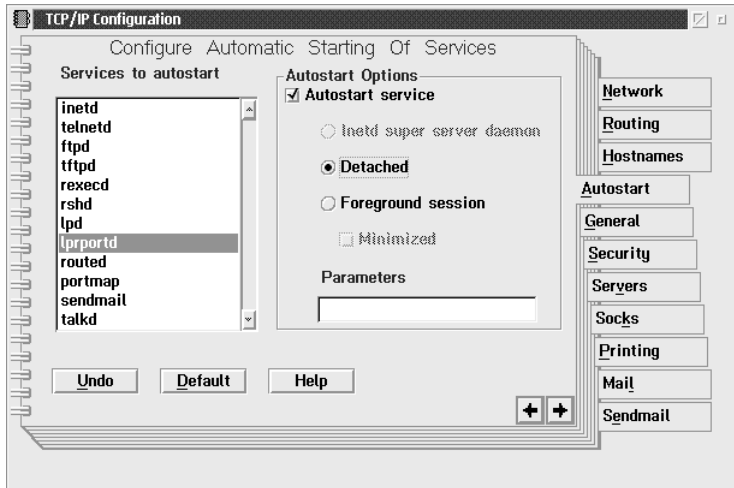 TCP/IP Configuration
Configure Automatic Starting Of Services
Services to autostart
inetd
telnetd
ftpd
tftpd
rexecd
rshd
lpd
lprportd
routed
portmap
sendmail
talkd
Autostart Options
Autostart service
Inetd super server daemon
Detached
Foreground session
Minimized
Parameters
Undo
Default
Help
Network
Routing
Hostnames
Autostart
General
Security
Servers
Socks
Printing
Mail
Sendmail